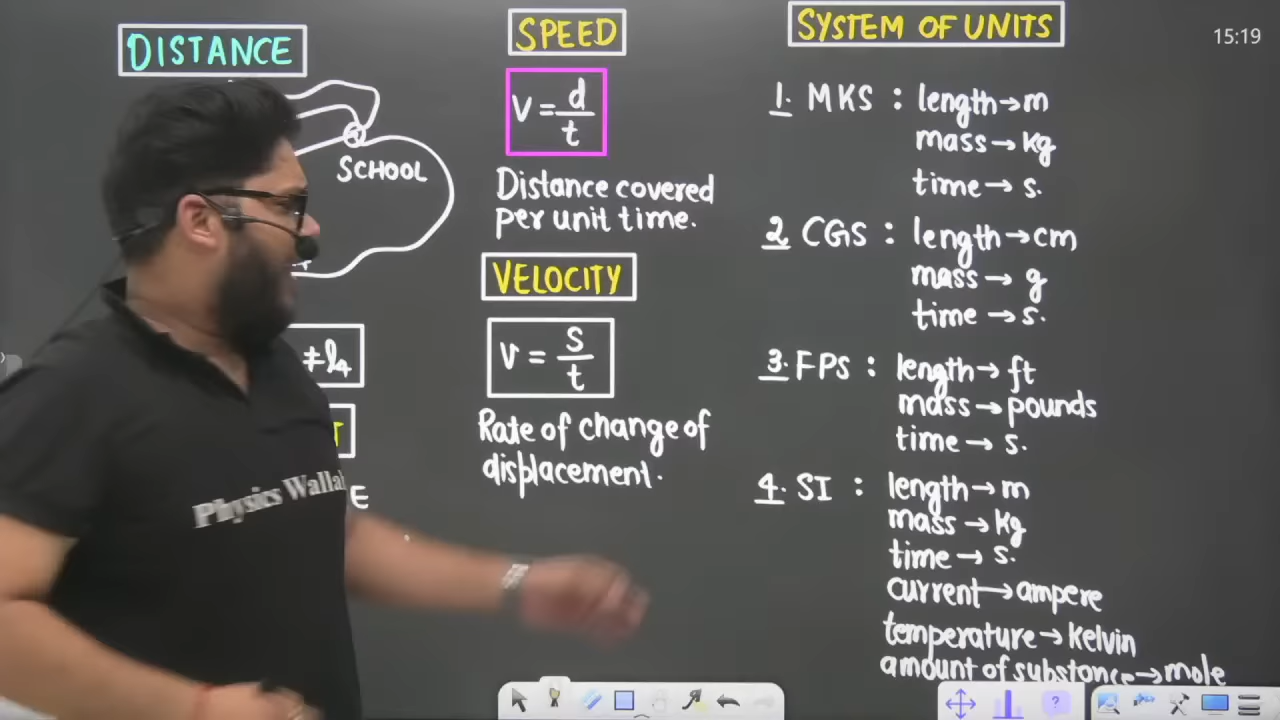 DISTANCE
SCHOOL
≠l₄
T
E
SPEED
V = d/t
Distance covered
per unit time.
VELOCITY
V = s/t
Rate of change of
displacement.
SYSTEM OF UNITS
15:19
1. MKS : length→m
mass→kg
time→s.
2. CGS : length→cm
mass→g
time→s.
3. FPS : length→ft
mass→pounds
time→s.
4. SI : length→m
mass→kg
time→s.
current→ampere
temperature→kelvin
amount of substance→mole
Physics Walla